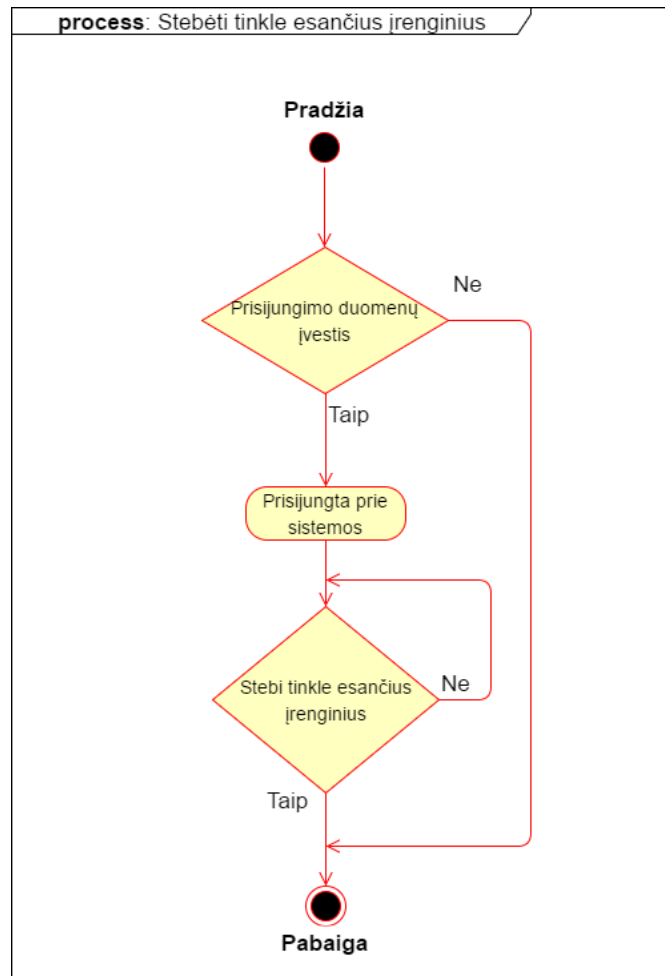 process: Stebėti tinkle esančius įrenginius
Pradžia
Ne
Prisijungimo duomenų
įvestis
Taip
Prisijungta prie
sistemos
Stebi tinkle esančius
įrenginius
Ne
Taip
Pabaiga